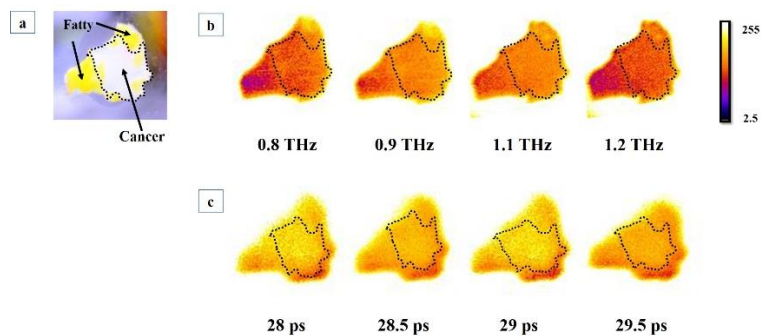 a
Fatty
Cancer
b
0.8 THz
0.9 THz
1.1 THz
1.2 THz
255
2.5
c
28 ps
28.5 ps
29 ps
29.5 ps